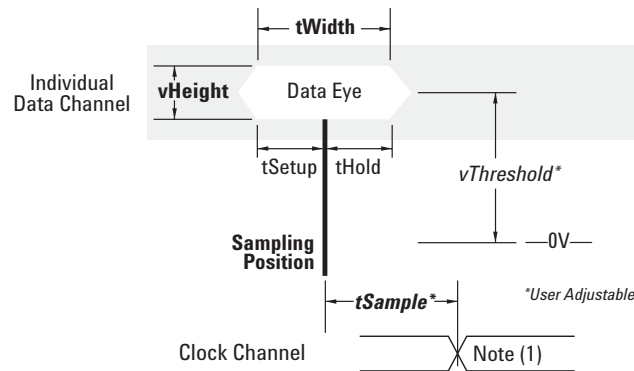 tWidth
Individual
Data Channel
vHeight
Data Eye
tSetup
tHold
vThreshold*
Sampling
Position
0V
*User Adjustable
tSample*
Clock Channel
Note (1)